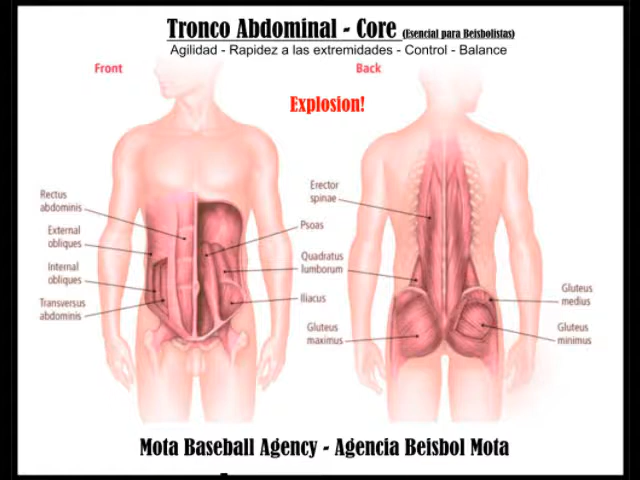 Tronco Abdominal - Core (Esencial para Beisbolistas)
Agilidad - Rapidez a las extremidades - Control - Balance
Front
Back
Explosion!
Rectus
abdominis
External
obliques
Internal
obliques
Transversus
abdominis
Erector
spinae
Psoas
Quadratus
lumborum
Iliacus
Gluteus
maximus
Gluteus
medius
Gluteus
minimus
Mota Baseball Agency - Agencia Beisbol Mota